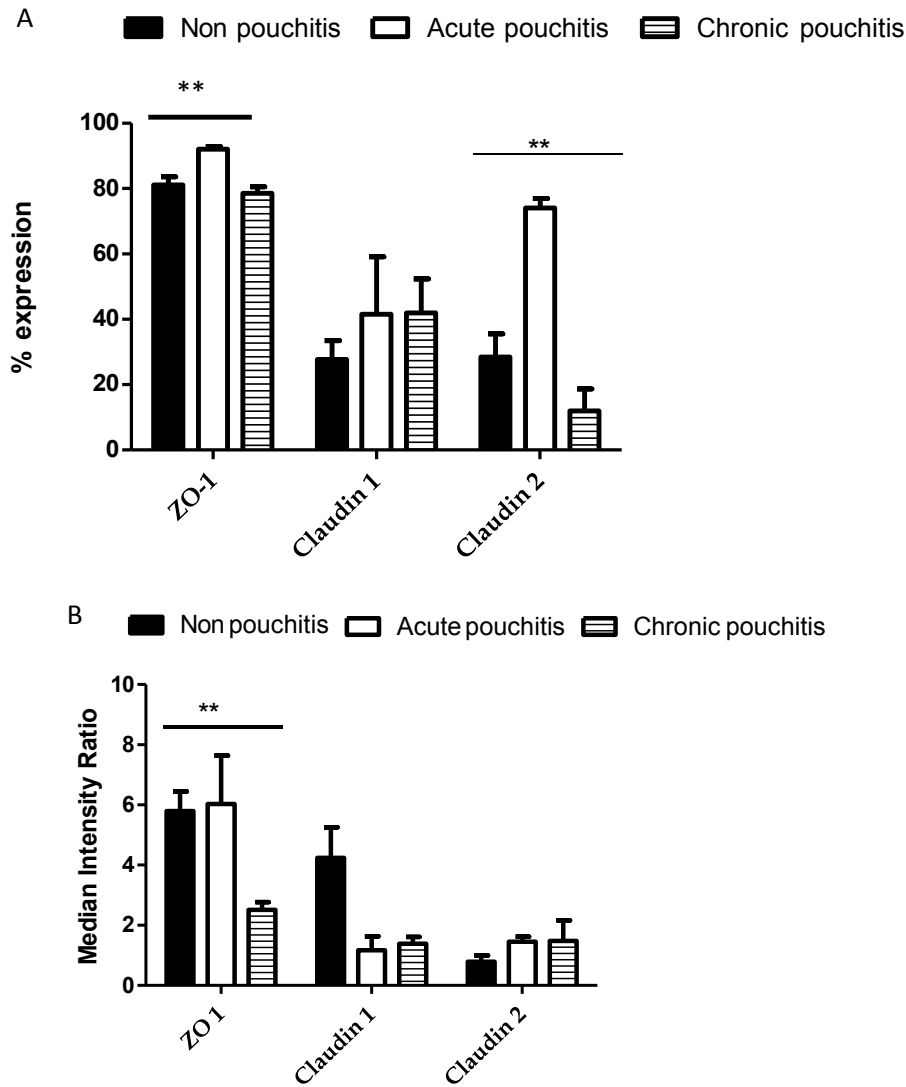 A
Non pouchitis Acute pouchitis Chronic pouchitis
** 
**
100
80
60
40
20
0
% expression
ZO-1
Claudin 1
Claudin 2
B
Non pouchitis Acute pouchitis Chronic pouchitis
**
10
8
6
4
2
0
Median Intensity Ratio
ZO 1
Claudin 1
Claudin 2